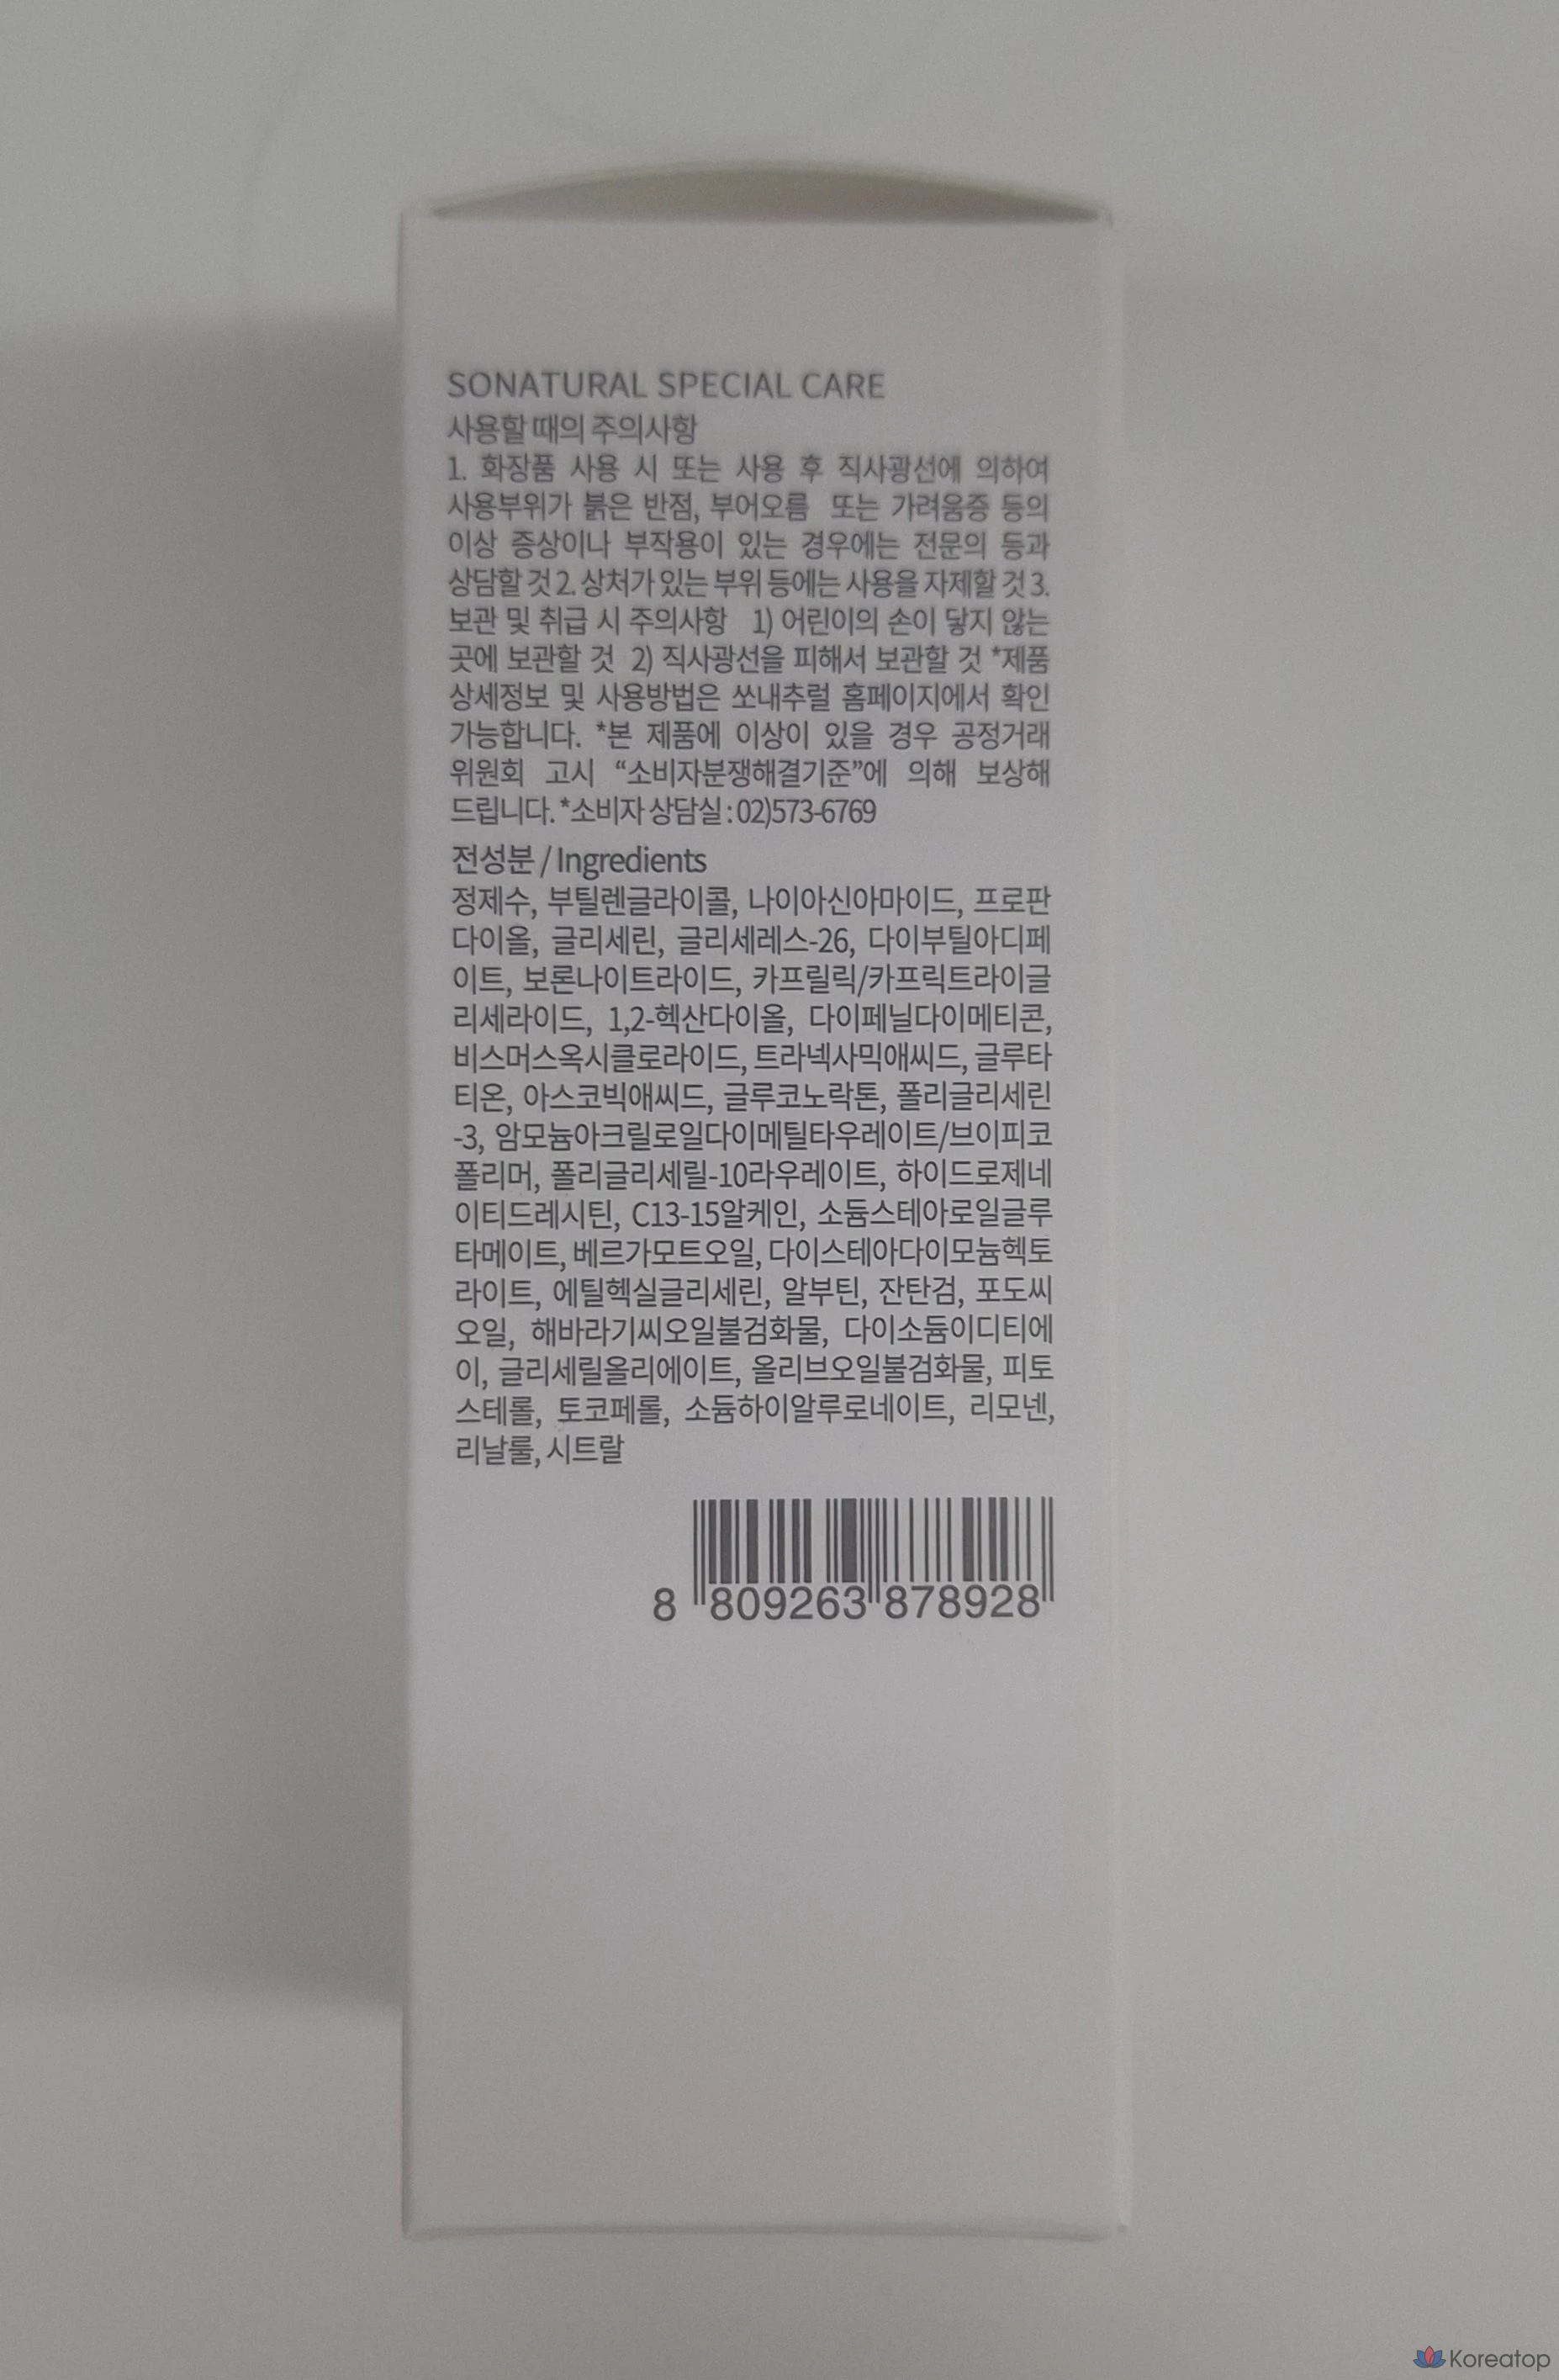 SONATURAL SPECIAL CARE
사용할 때의 주의사항
1. 화장품 사용 시 또는 사용 후 직사광선에 의하여
사용부위가 붉은 반점, 부어오름 또는 가려움증 등의
이상 증상이나 부작용이 있는 경우에는 전문의 등과
상담할 것 2. 상처가 있는 부위 등에는 사용을 자제할 것 3.
보관 및 취급 시 주의사항 1) 어린이의 손이 닿지 않는
곳에 보관할 것 2) 직사광선을 피해서 보관할 것 *제품
상세정보 및 사용방법은 쏘내추럴 홈페이지에서 확인
가능합니다. *본 제품에 이상이 있을 경우 공정거래
위원회 고시 “소비자분쟁해결기준”에 의해 보상해
드립니다. *소비자 상담실 : 02)573-6769
전성분 / Ingredients
정제수, 부틸렌글라이콜, 나이아신아마이드, 프로판
다이올, 글리세린, 글리세레스-26, 다이부틸아디페
이트, 보론나이트라이드, 카프릴릭/카프릭트라이글
리세라이드, 1,2-헥산다이올, 다이페닐다이메티콘,
비스머스옥시클로라이드, 트라넥사믹애씨드, 글루타
티온, 아스코빅애씨드, 글루코노락톤, 폴리글리세린
-3, 암모늄아크릴로일다이메틸타우레이트/브이피코
폴리머, 폴리글리세릴-10라우레이트, 하이드로제네
이티드레시틴, C13-15알케인, 소듐스테아로일글루
타메이트, 베르가모트오일, 다이스테아다이모늄헥토
라이트, 에틸헥실글리세린, 알부틴, 잔탄검, 포도씨
오일, 해바라기씨오일불검화물, 다이소듐이디티에
이, 글리세릴올리에이트, 올리브오일불검화물, 피토
스테롤, 토코페롤, 소듐하이알루로네이트, 리모넨,
리날룰, 시트랄
8 809263 878928
Koreatop